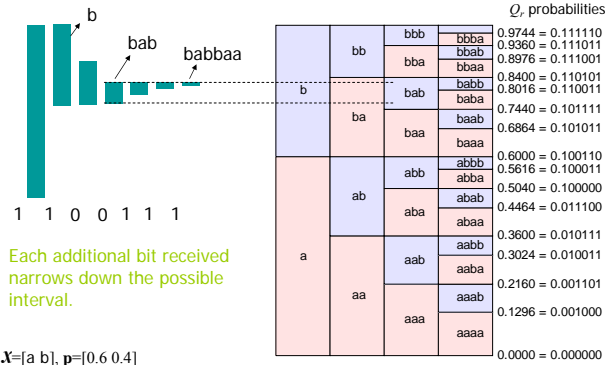 Q_r probabilities
b
bab
babbaa
1 1 0 0 1 1 1
Each additional bit received
narrows down the possible
interval.
X=[a b], p=[0.6 0.4]
b
a
bb
ba
ab
aa
bbb
bba
bab
baa
abb
aba
aab
aaa
bbba
bbab
bbaa
babb
baba
baab
baaa
abbb
abba
abab
abaa
aabb
aaba
aaab
aaaa
0.9744 = 0.111110
0.9360 = 0.111011
0.8976 = 0.111001
0.8400 = 0.110101
0.8016 = 0.110011
0.7440 = 0.101111
0.6864 = 0.101011
0.6000 = 0.100110
0.5616 = 0.100011
0.5040 = 0.100000
0.4464 = 0.011100
0.3600 = 0.010111
0.3024 = 0.010011
0.2160 = 0.001101
0.1296 = 0.001000
0.0000 = 0.000000